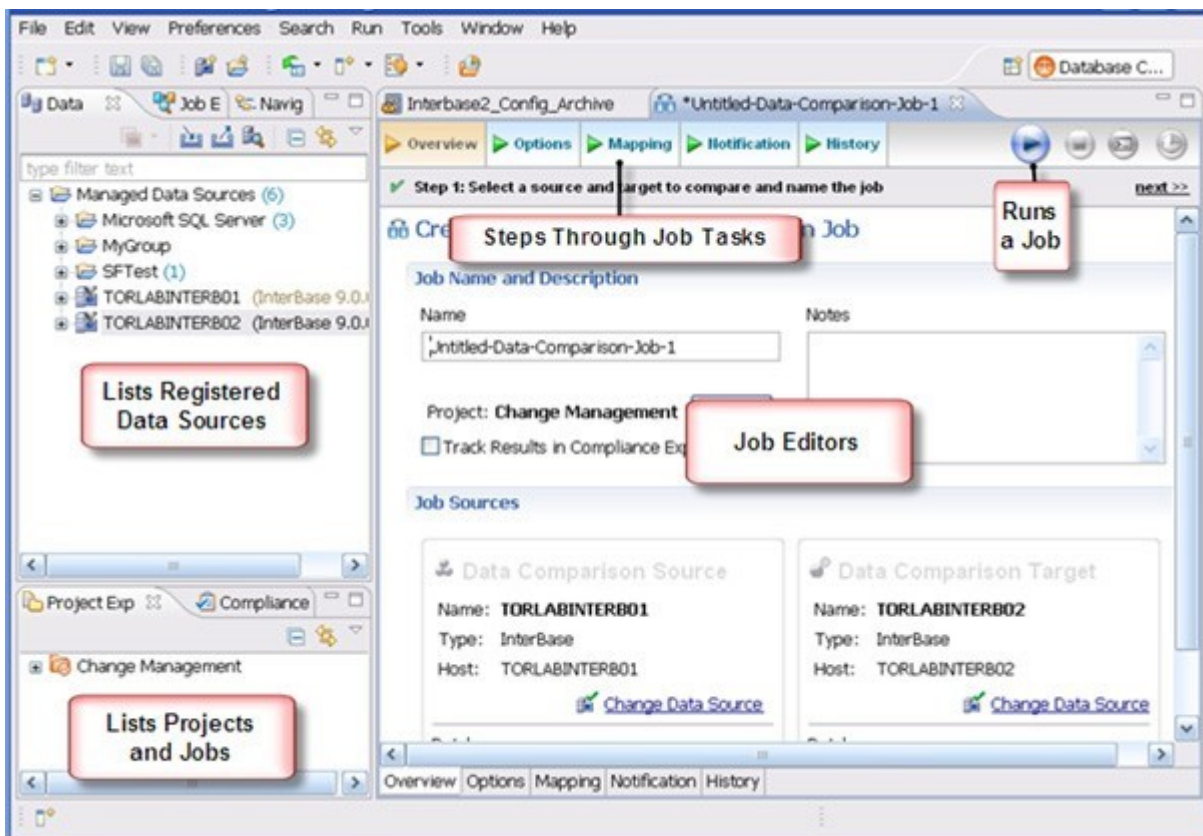 File Edit View Preferences Search Run Tools Window Help
Database C...
Data Job E Navig
Interbase2_Config_Archive *Untitled-Data-Comparison-Job-1
Overview Options Mapping Notification History
type filter text
Step 1: Select a source and target to compare and name the job next >>
Managed Data Sources (6)
Microsoft SQL Server (3)
MyGroup
SFTest (1)
TORLABINTERB01 (InterBase 9.0.
TORLABINTERB02 (InterBase 9.0.
Lists Registered
Data Sources
Steps Through Job Tasks
Runs
a Job
Cre n Job
Job Name and Description
Name Notes
Untitled-Data-Comparison-Job-1
Project: Change Management
Track Results in Compliance Exp
Job Editors
Job Sources
Data Comparison Source
Name: TORLABINTERB01
Type: InterBase
Host: TORLABINTERB01
Change Data Source
Data Comparison Target
Name: TORLABINTERB02
Type: InterBase
Host: TORLABINTERB02
Change Data Source
Project Exp Compliance
Change Management
Lists Projects
and Jobs
Overview Options Mapping Notification History